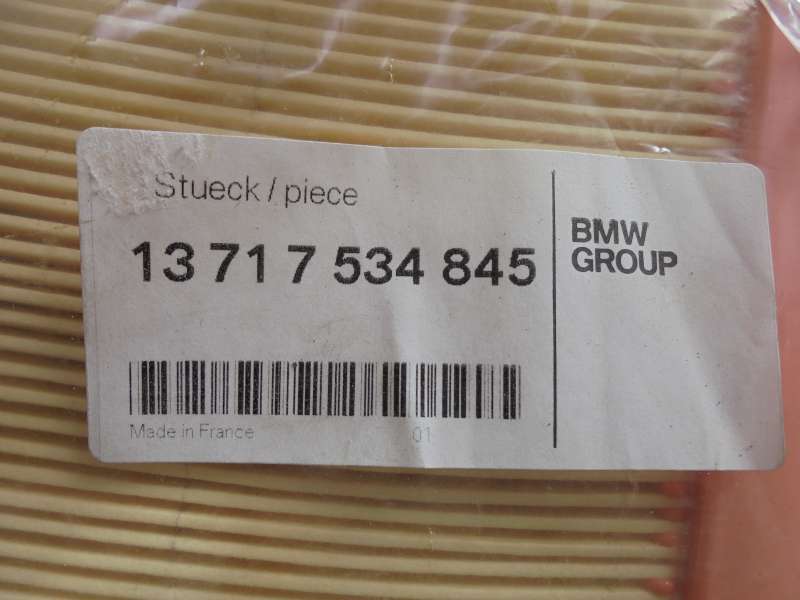 Stueck / piece
13 71 7 534 845
BMW
GROUP
Made in France 01